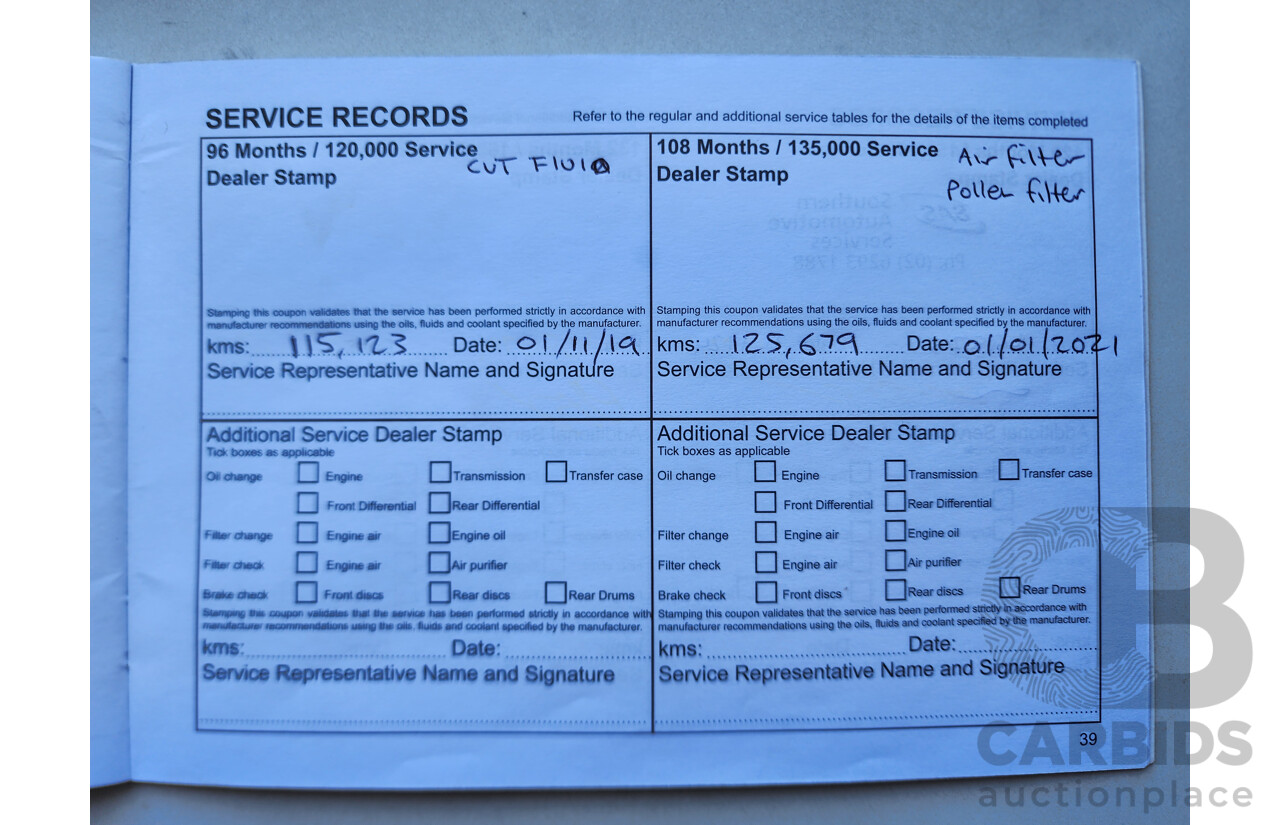 SERVICE RECORDS
Refer to the regular and additional service tables for the details of the items completed
96 Months / 120,000 Service
CVT FLUID
Dealer Stamp
Stamping this coupon validates that the service has been performed strictly in accordance with
manufacturer recommendations using the oils, fluids and coolant specified by the manufacturer.
kms: 115,123 Date: 01/11/19
Service Representative Name and Signature
108 Months / 135,000 Service
Air filter
Dealer Stamp
Pollen filter
Stamping this coupon validates that the service has been performed strictly in accordance with
manufacturer recommendations using the oils, fluids and coolant specified by the manufacturer.
kms: 125,679 Date: 01/01/2021
Service Representative Name and Signature
Additional Service Dealer Stamp
Tick boxes as applicable
Oil change Engine Transmission Transfer case
Front Differential Rear Differential
Filter change Engine air Engine oil
Filter check Engine air Air purifier
Brake check Front discs Rear discs Rear Drums
Stamping this coupon validates that the service has been performed strictly in accordance with
manufacturer recommendations using the oils, fluids and coolant specified by the manufacturer.
kms: Date:
Service Representative Name and Signature
Additional Service Dealer Stamp
Tick boxes as applicable
Oil change Engine Transmission Transfer case
Front Differential Rear Differential
Filter change Engine air Engine oil
Filter check Engine air Air purifier
Brake check Front discs Rear discs Rear Drums
Stamping this coupon validates that the service has been performed strictly in accordance with
manufacturer recommendations using the oils, fluids and coolant specified by the manufacturer.
kms: Date:
Service Representative Name and Signature
39
CB
CARBIDS
auctionplace